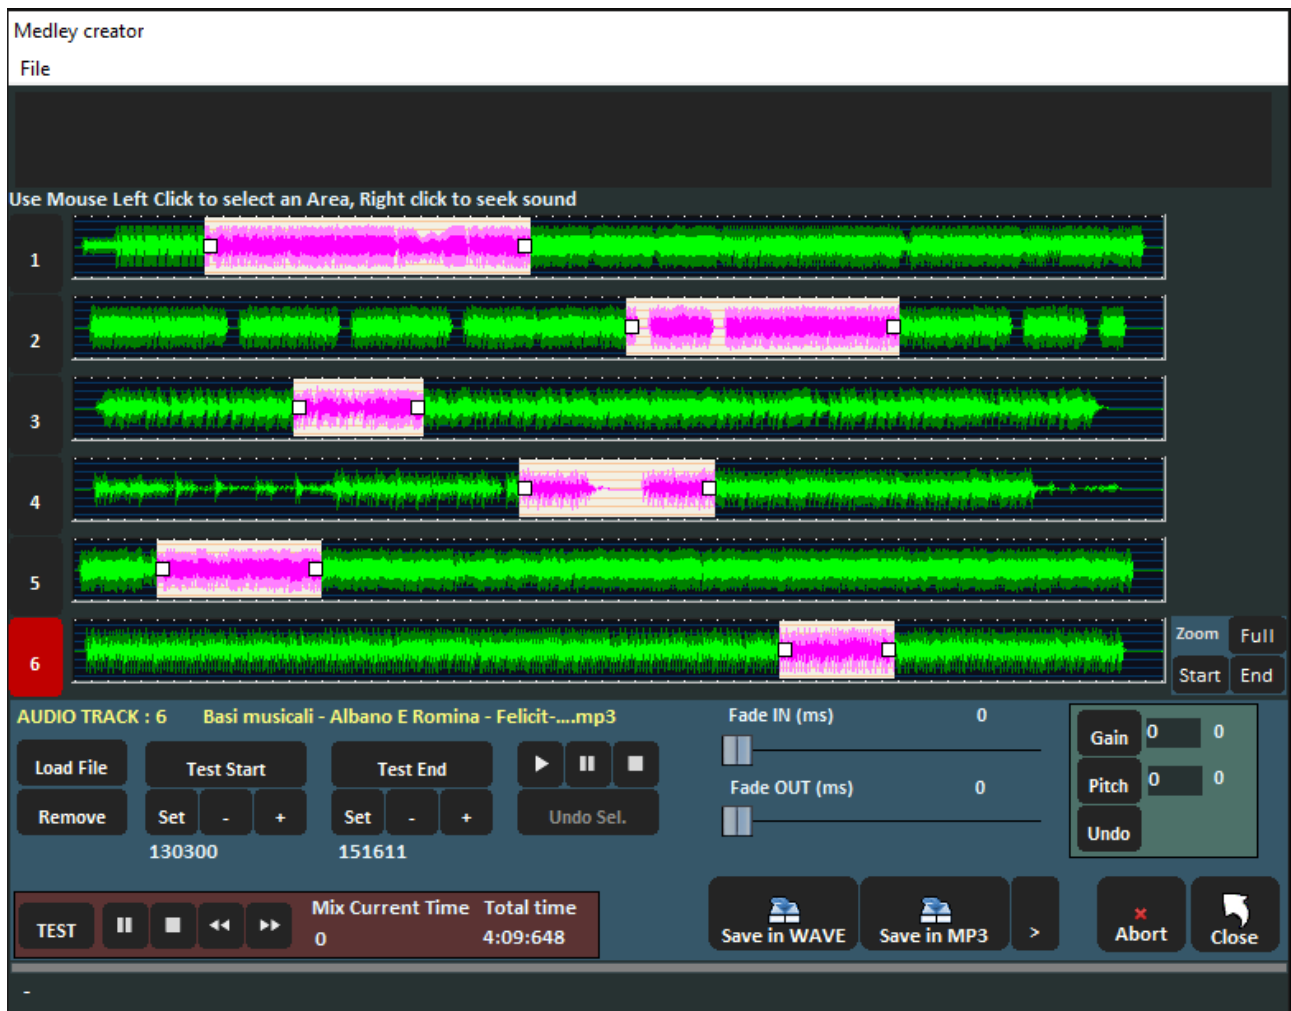 Medley creator
File
Use Mouse Left Click to select an Area, Right click to seek sound
1
2
3
4
5
6
Zoom Full
Start End
AUDIO TRACK : 6 Basi musicali - Albano E Romina - Felicit-....mp3
Fade IN (ms) 0
Gain 0 0
Load File Test Start Test End
Fade OUT (ms) 0
Pitch 0 0
Remove Set - + Set - + Undo Sel.
Undo
130300 151611
Mix Current Time Total time
TEST 0 4:09:648
Save in WAVE Save in MP3 > Abort Close
-